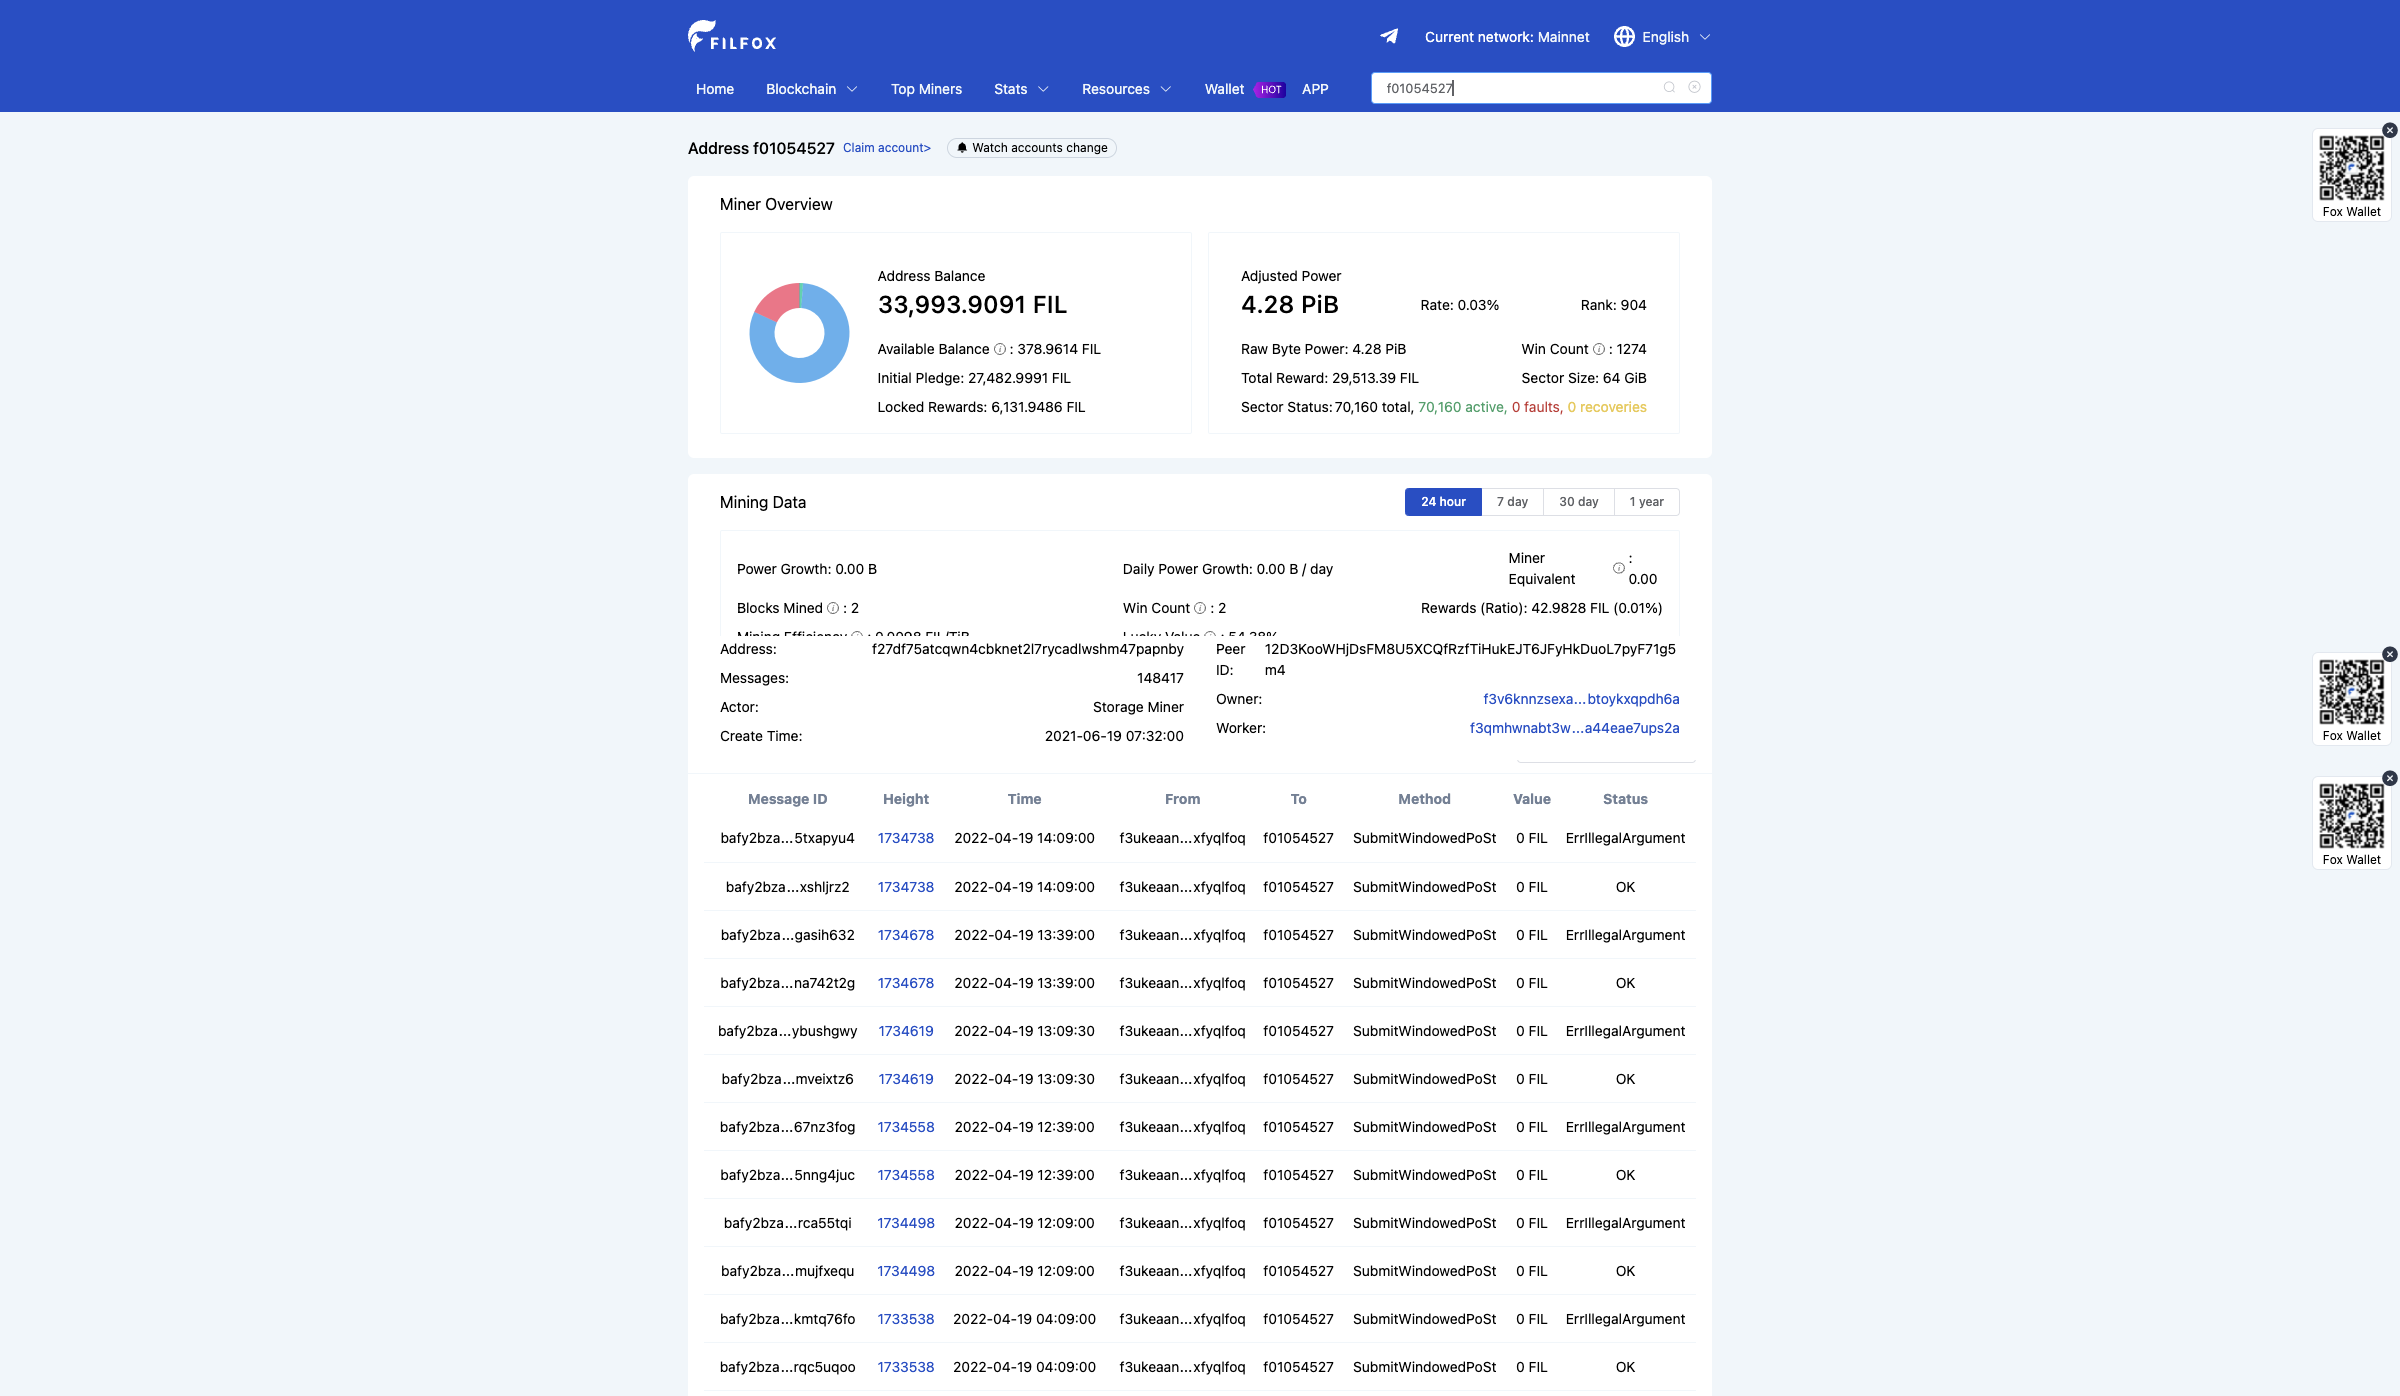 FILFOX
Current network: Mainnet
English
Home Blockchain Top Miners Stats Resources Wallet HOT APP
f01054527
Address f01054527 Claim account> Watch accounts change
Fox Wallet
Miner Overview
Address Balance
33,993.9091 FIL
Available Balance : 378.9614 FIL
Initial Pledge: 27,482.9991 FIL
Locked Rewards: 6,131.9486 FIL
Adjusted Power
4.28 PiB Rate: 0.03% Rank: 904
Raw Byte Power: 4.28 PiB Win Count : 1274
Total Reward: 29,513.39 FIL Sector Size: 64 GiB
Sector Status: 70,160 total, 70,160 active, 0 faults, 0 recoveries
Mining Data 24 hour 7 day 30 day 1 year
Power Growth: 0.00 B Daily Power Growth: 0.00 B / day Miner Equivalent : 0.00
Blocks Mined : 2 Win Count : 2 Rewards (Ratio): 42.9828 FIL (0.01%)
Mining Efficiency : 0.0098 FIL/TiB Lucky Value : 54.38%
Address: f27df75atcqwn4cbknet2l7rycadlwshm47papnby
Messages: 148417
Actor: Storage Miner
Create Time: 2021-06-19 07:32:00
Peer ID: 12D3KooWHjDsFM8U5XCQfRzfTiHukEJT6JFyHkDuoL7pyF71g5
m4
Owner: f3v6knnzsexa...btoykxqpdh6a
Worker: f3qmhwnabt3w...a44eae7ups2a
Fox Wallet
Fox Wallet
Message ID Height Time From To Method Value Status
bafy2bza...5txapyu4 1734738 2022-04-19 14:09:00 f3ukeaan...xfyqlfoq f01054527 SubmitWindowedPoSt 0 FIL ErrIllegalArgument
bafy2bza...xshljrz2 1734738 2022-04-19 14:09:00 f3ukeaan...xfyqlfoq f01054527 SubmitWindowedPoSt 0 FIL OK
bafy2bza...gasih632 1734678 2022-04-19 13:39:00 f3ukeaan...xfyqlfoq f01054527 SubmitWindowedPoSt 0 FIL ErrIllegalArgument
bafy2bza...na742t2g 1734678 2022-04-19 13:39:00 f3ukeaan...xfyqlfoq f01054527 SubmitWindowedPoSt 0 FIL OK
bafy2bza...ybushgwy 1734619 2022-04-19 13:09:30 f3ukeaan...xfyqlfoq f01054527 SubmitWindowedPoSt 0 FIL ErrIllegalArgument
bafy2bza...mveixtz6 1734619 2022-04-19 13:09:30 f3ukeaan...xfyqlfoq f01054527 SubmitWindowedPoSt 0 FIL OK
bafy2bza...67nz3fog 1734558 2022-04-19 12:39:00 f3ukeaan...xfyqlfoq f01054527 SubmitWindowedPoSt 0 FIL ErrIllegalArgument
bafy2bza...5nng4juc 1734558 2022-04-19 12:39:00 f3ukeaan...xfyqlfoq f01054527 SubmitWindowedPoSt 0 FIL OK
bafy2bza...rca55tqi 1734498 2022-04-19 12:09:00 f3ukeaan...xfyqlfoq f01054527 SubmitWindowedPoSt 0 FIL ErrIllegalArgument
bafy2bza...mujfxequ 1734498 2022-04-19 12:09:00 f3ukeaan...xfyqlfoq f01054527 SubmitWindowedPoSt 0 FIL OK
bafy2bza...kmtq76fo 1733538 2022-04-19 04:09:00 f3ukeaan...xfyqlfoq f01054527 SubmitWindowedPoSt 0 FIL ErrIllegalArgument
bafy2bza...rqc5uqoo 1733538 2022-04-19 04:09:00 f3ukeaan...xfyqlfoq f01054527 SubmitWindowedPoSt 0 FIL OK